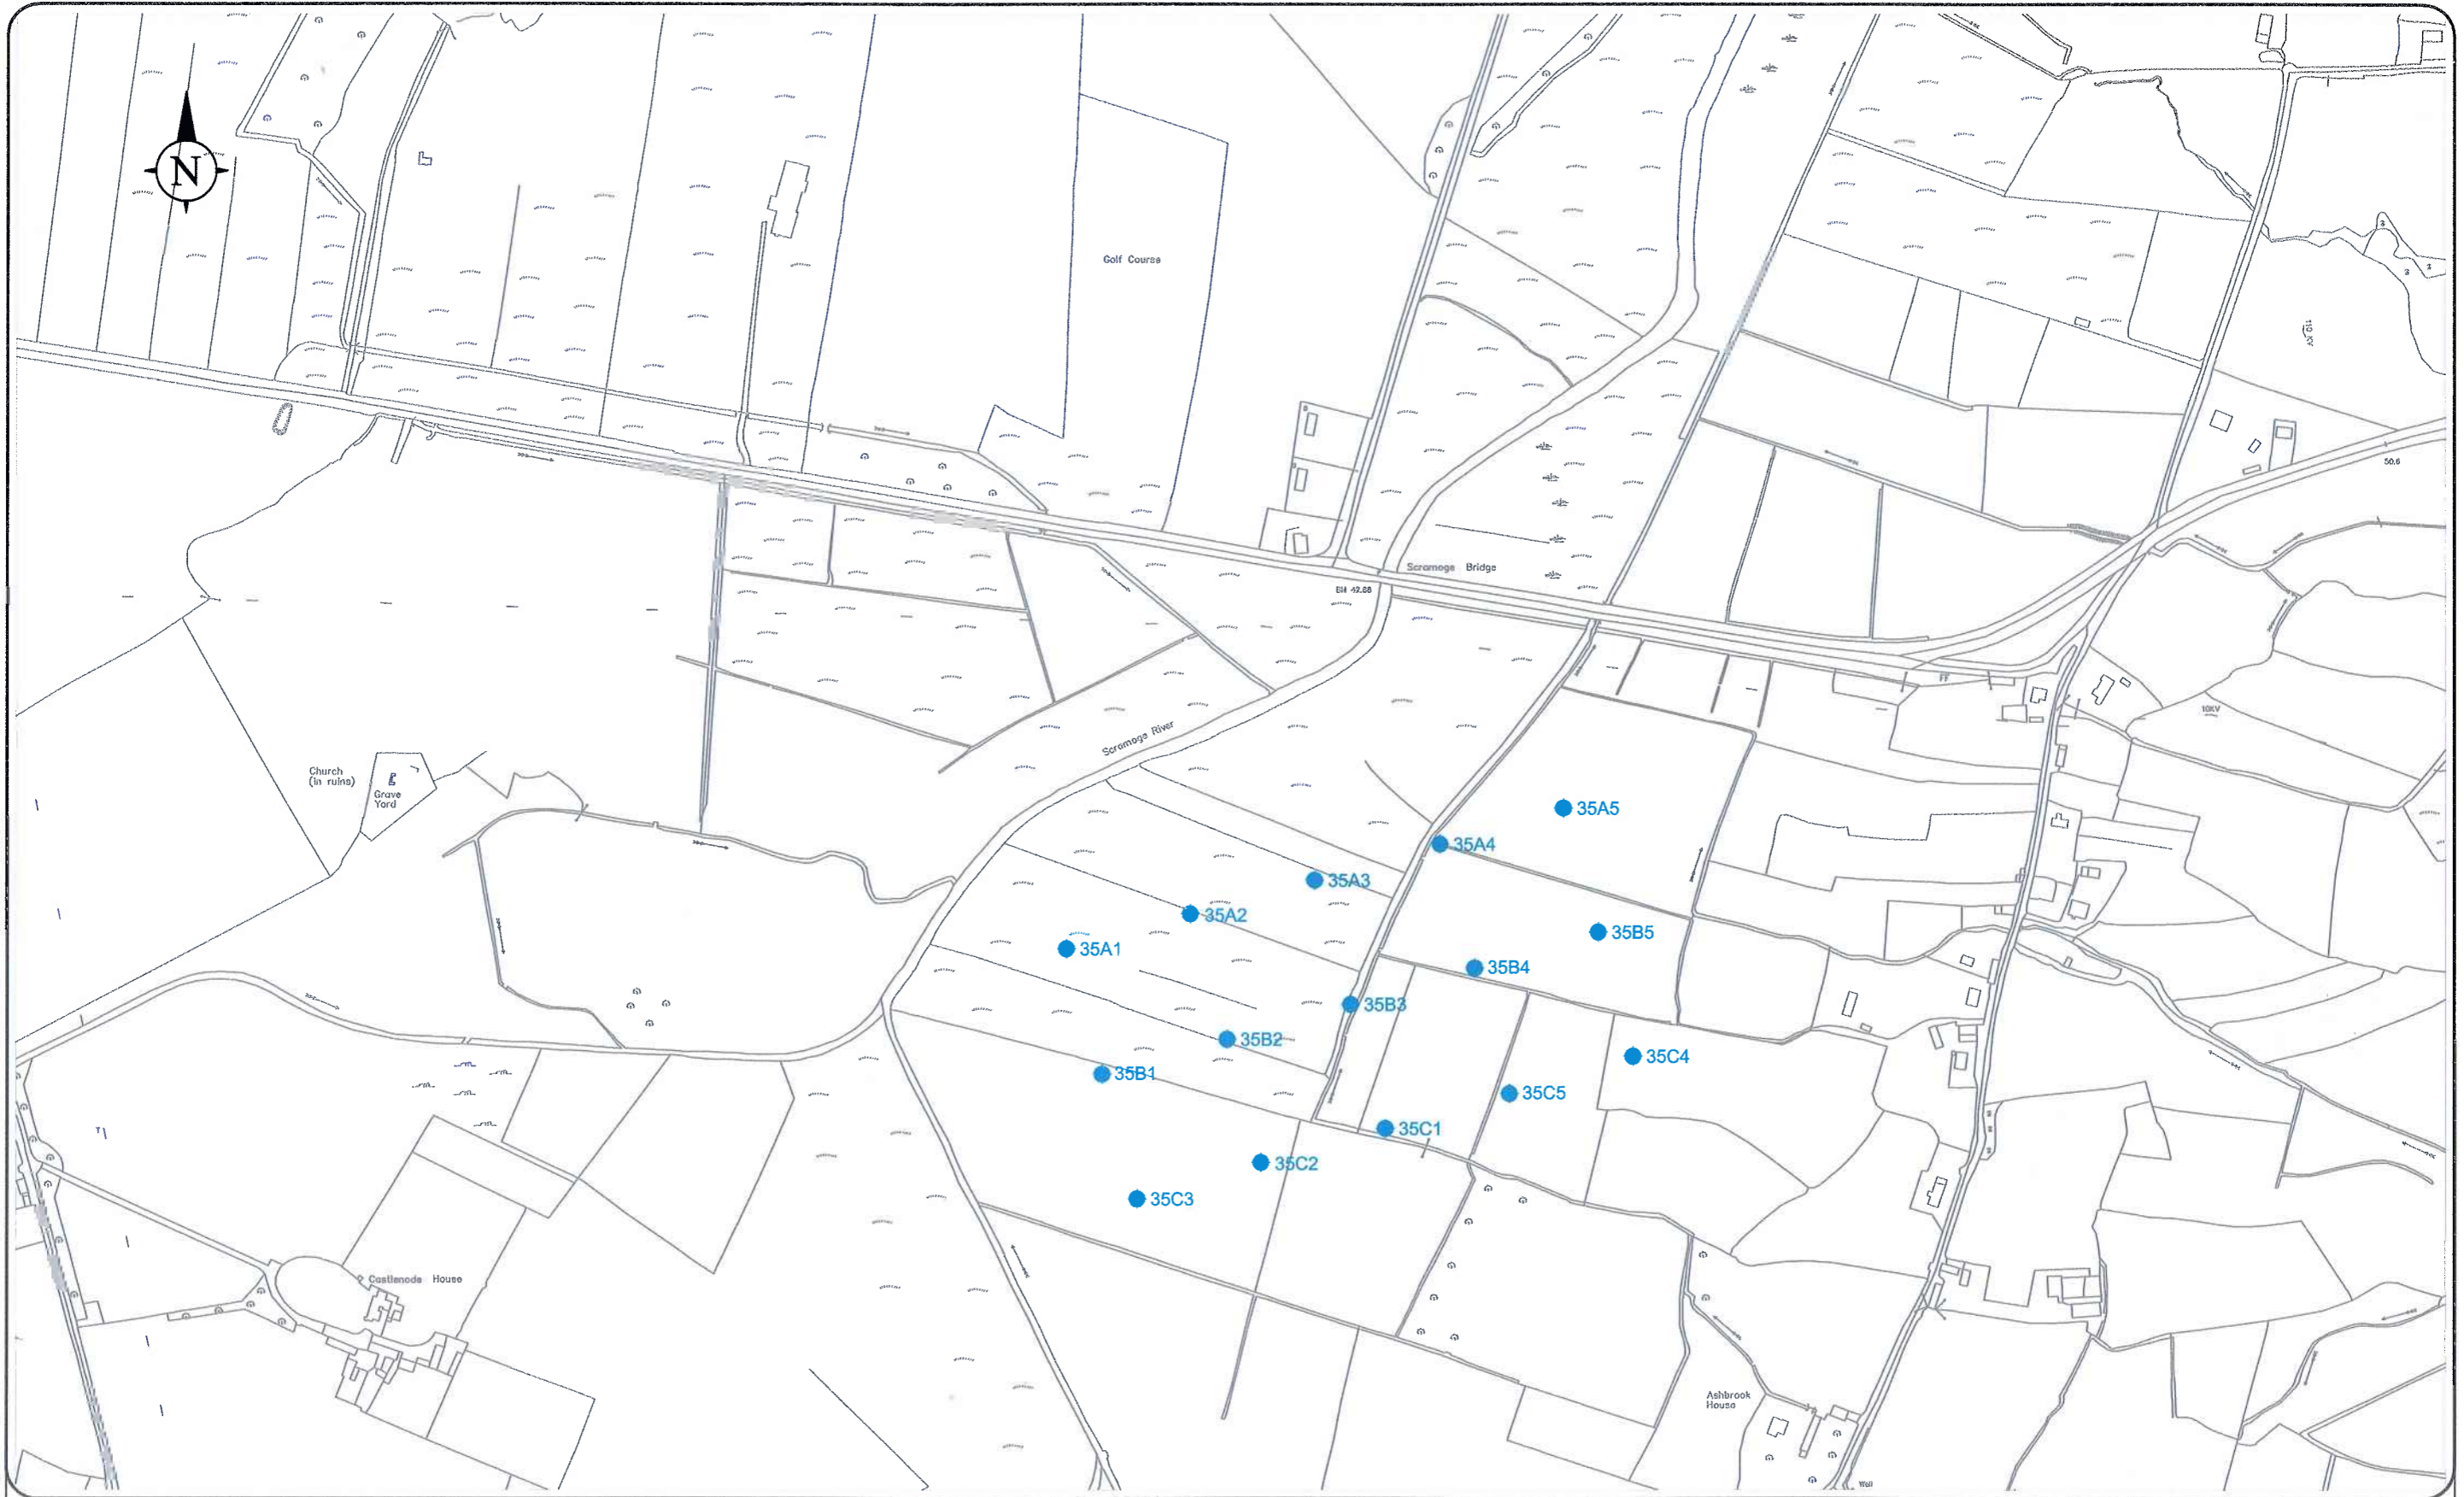 N
Golf Course
110 KV
50.6
Scramoge Bridge
BM 42.88
FF
10KV
Scramoge River
Church
(in ruins)
Grave
Yard
35A5
35A4
35A3
35A2
35A1
35B5
35B4
35B3
35B2
35B1
35C4
35C5
35C1
35C2
35C3
Castlenode House
Ashbrook
House
Well